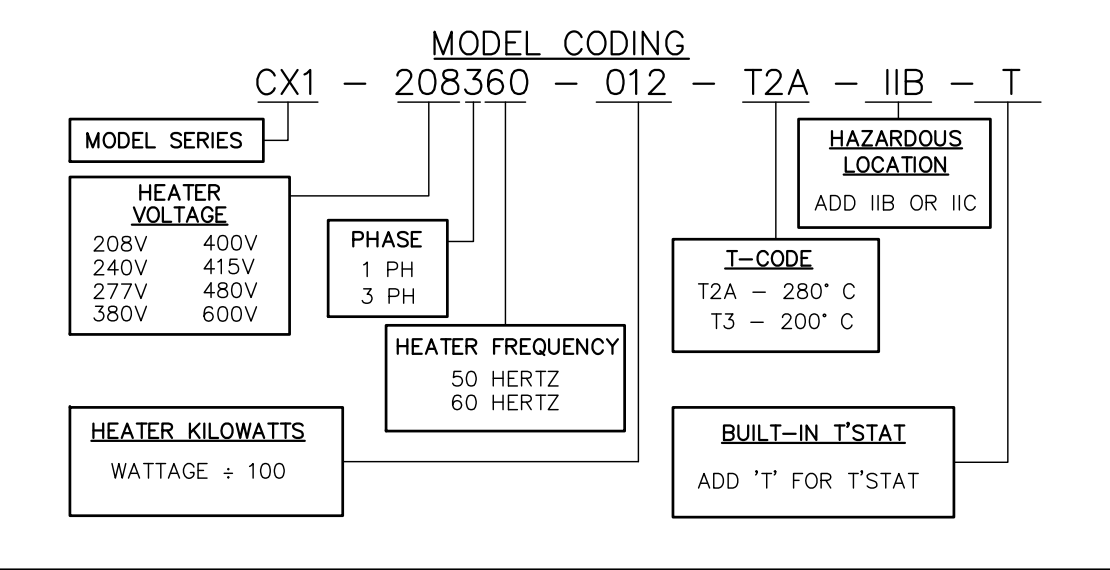 MODEL CODING
CX1 - 208360 - 012 - T2A - IIB - T
MODEL SERIES
HEATER
VOLTAGE
208V 400V
240V 415V
277V 480V
380V 600V
PHASE
1 PH
3 PH
HEATER FREQUENCY
50 HERTZ
60 HERTZ
HEATER KILOWATTS
WATTAGE ÷ 100
HAZARDOUS
LOCATION
ADD IIB OR IIC
T-CODE
T2A - 280° C
T3 - 200° C
BUILT-IN T'STAT
ADD 'T' FOR T'STAT